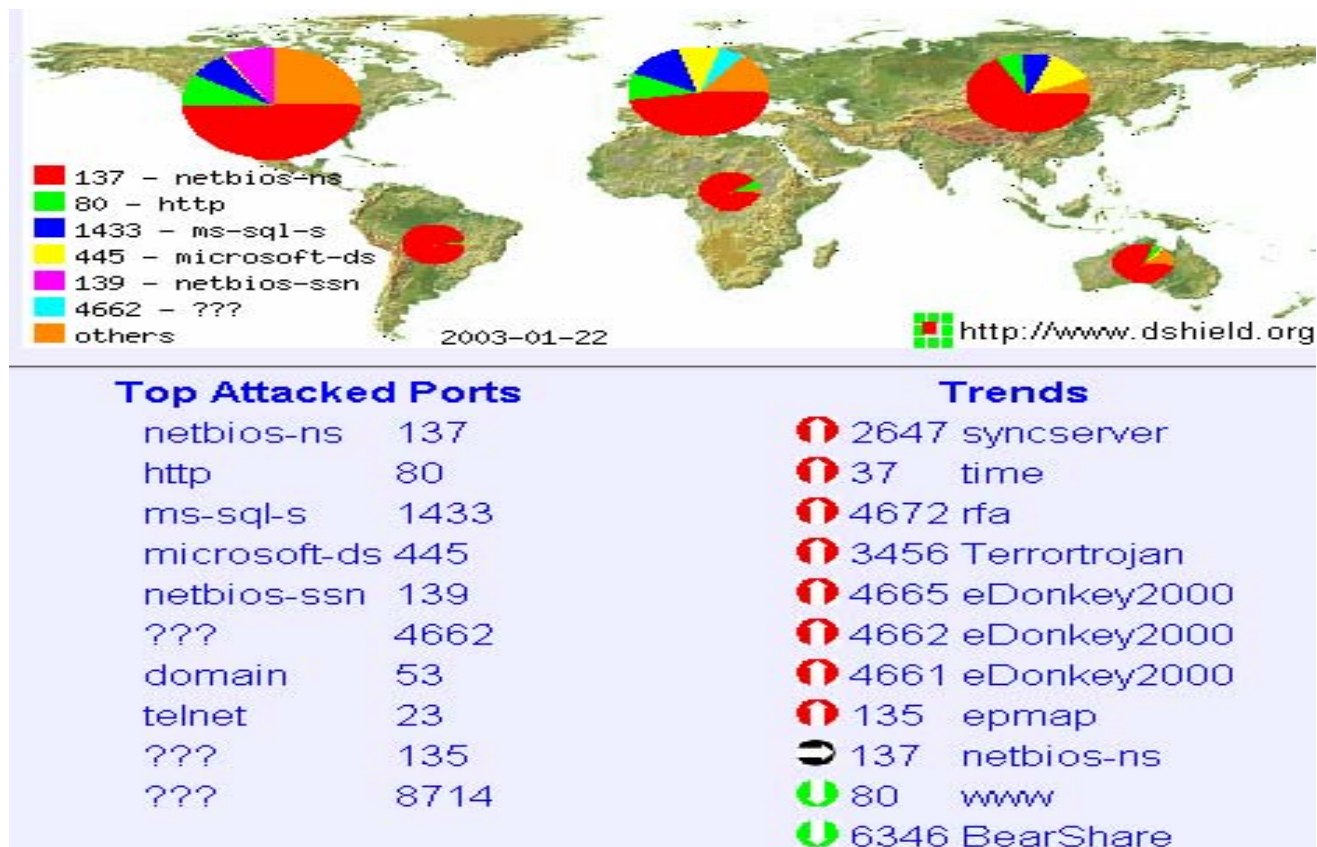 137 - netbios-ns
80 - http
1433 - ms-sql-s
445 - microsoft-ds
139 - netbios-ssn
4662 - ???
others
2003-01-22
http://www.dshield.org
Top Attacked Ports
netbios-ns 137
http 80
ms-sql-s 1433
microsoft-ds 445
netbios-ssn 139
??? 4662
domain 53
telnet 23
??? 135
??? 8714
Trends
2647 syncserver
37 time
4672 rfa
3456 Terrortrojan
4665 eDonkey2000
4662 eDonkey2000
4661 eDonkey2000
135 epmap
137 netbios-ns
80 www
6346 BearShare